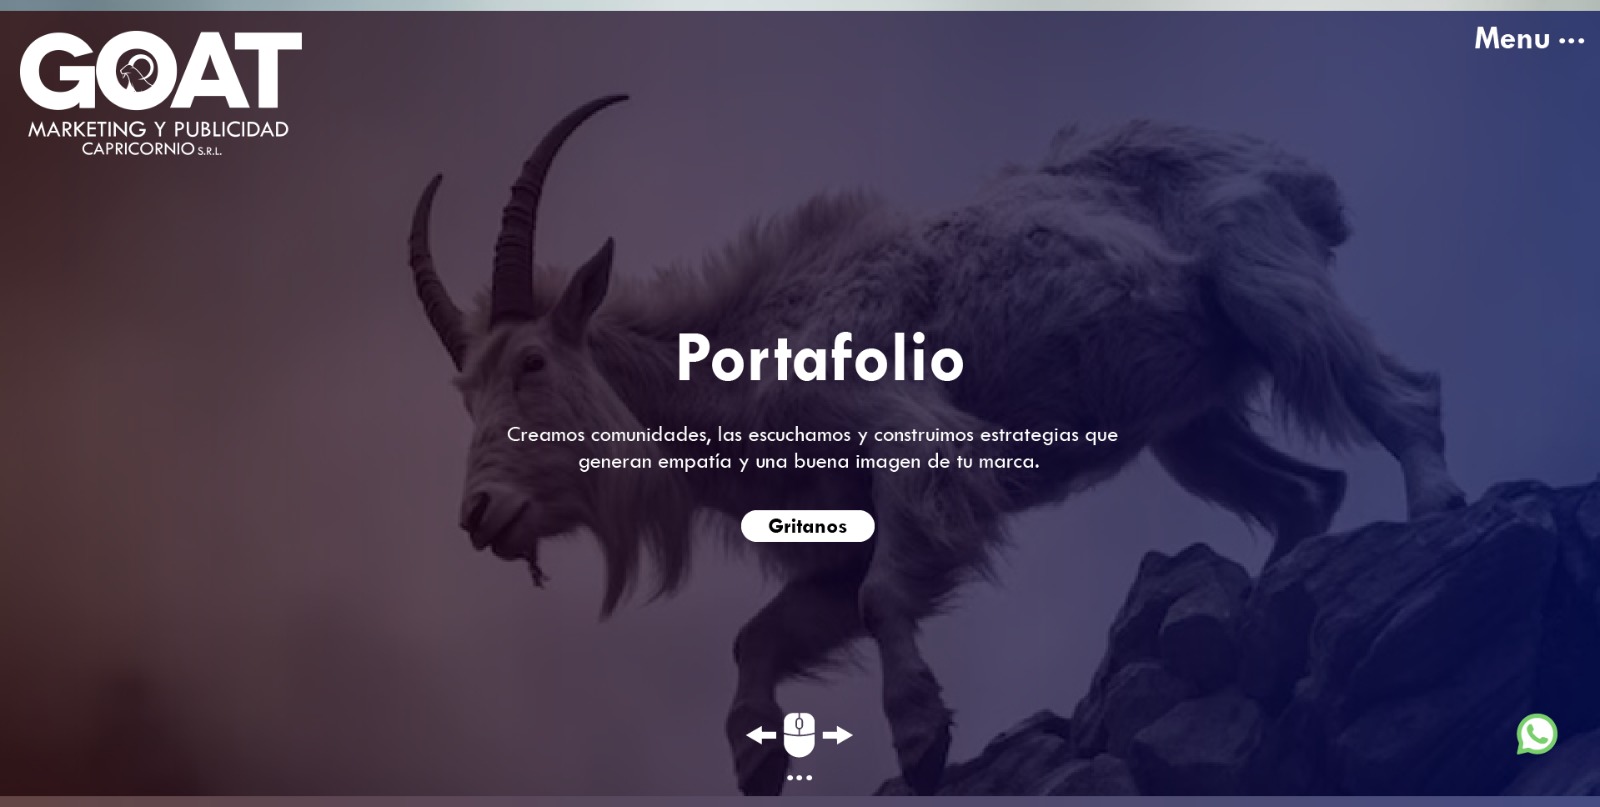 GOAT
MARKETING Y PUBLICIDAD
CAPRICORNIO S.R.L.
Menu ...
Portafolio
Creamos comunidades, las escuchamos y construimos estrategias que
generan empatía y una buena imagen de tu marca.
Gritanos